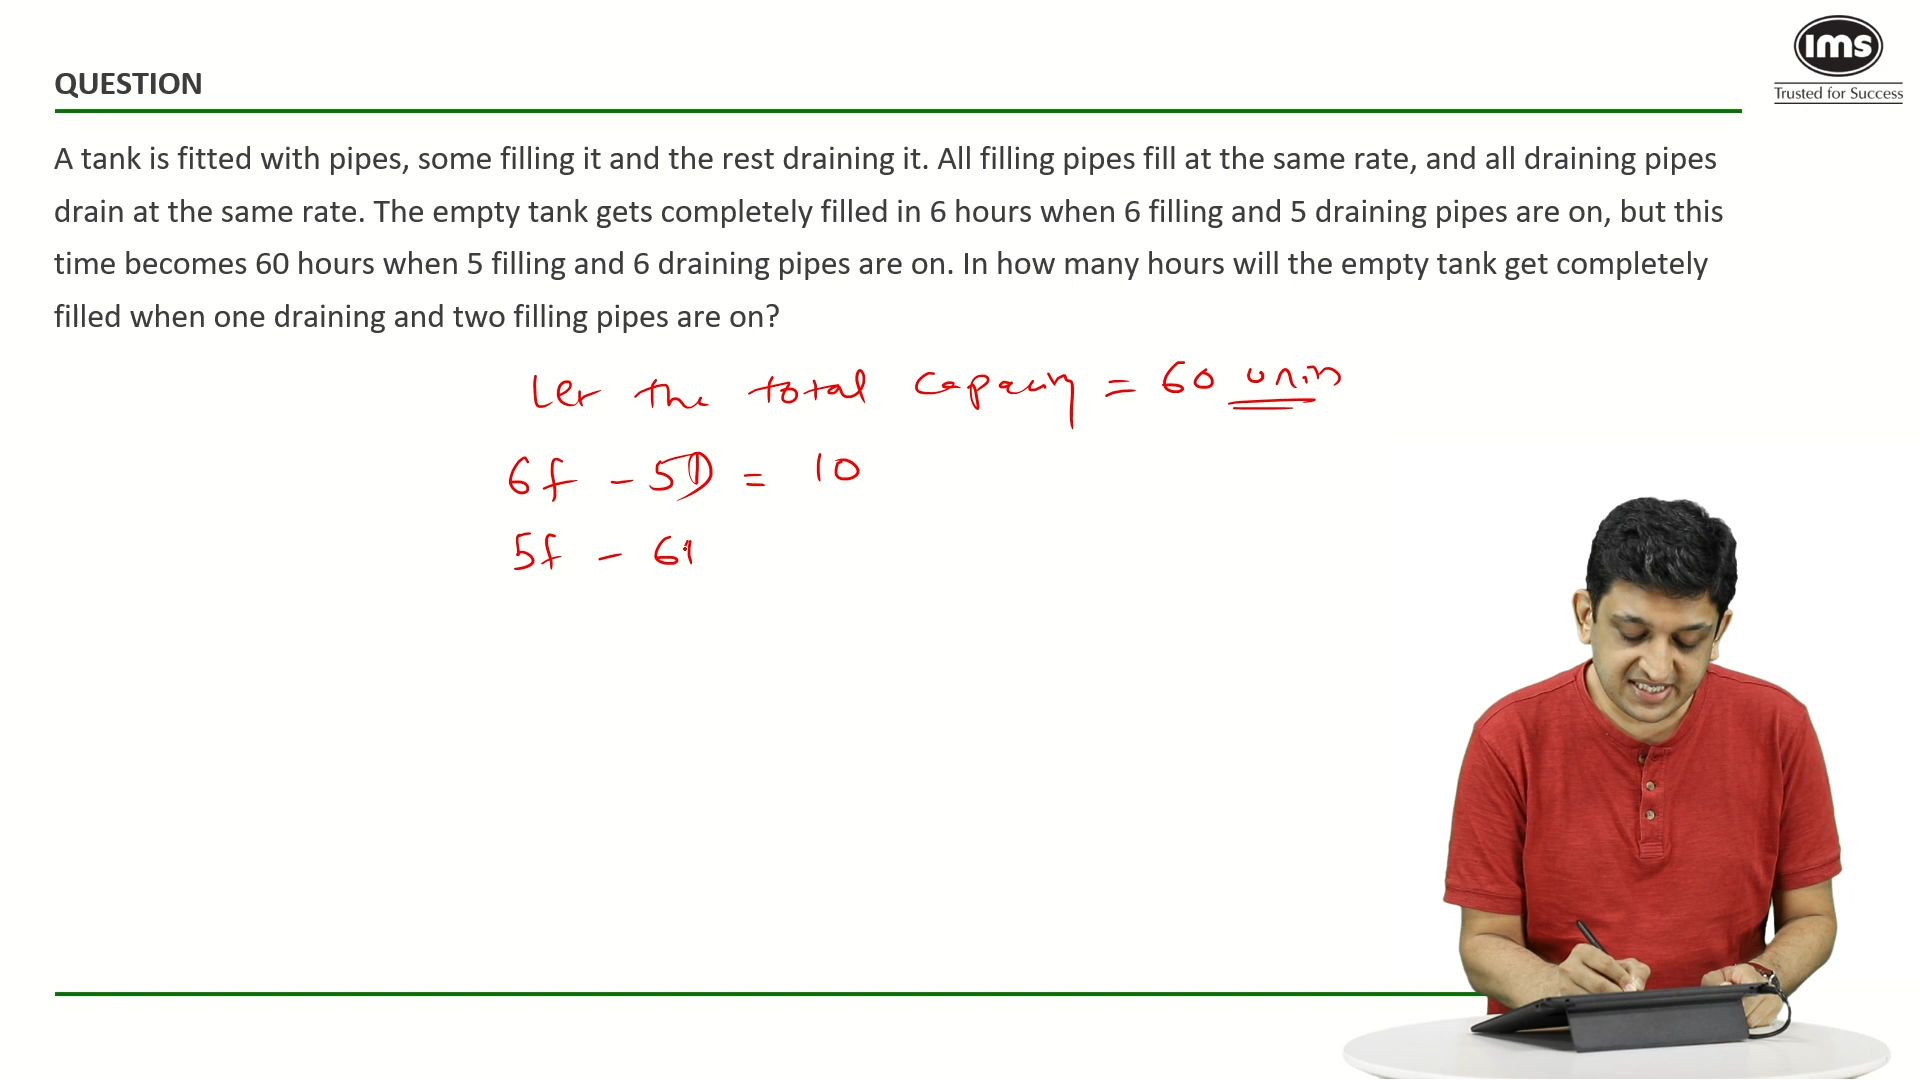 ims
Trusted for Success
QUESTION
A tank is fitted with pipes, some filling it and the rest draining it. All filling pipes fill at the same rate, and all draining pipes
drain at the same rate. The empty tank gets completely filled in 6 hours when 6 filling and 5 draining pipes are on, but this
time becomes 60 hours when 5 filling and 6 draining pipes are on. In how many hours will the empty tank get completely
filled when one draining and two filling pipes are on?
Let the total capacity = 60 units
6f - 5D = 10
5f - 6